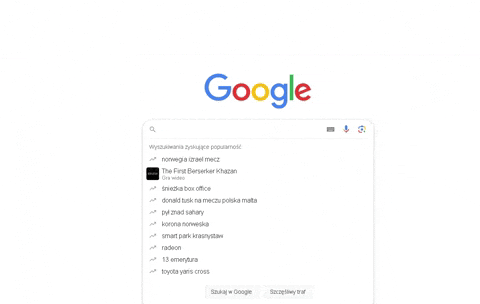 Google
Wyszukiwania zyskujące popularność
norwegia izrael mecz
The First Berserker Khazan
Gra wideo
śnieżka box office
donald tusk na meczu polska malta
pył znad sahary
korona norweska
smart park krasnystaw
radeon
13 emerytura
toyota yaris cross
Szukaj w Google
Szczęśliwy traf